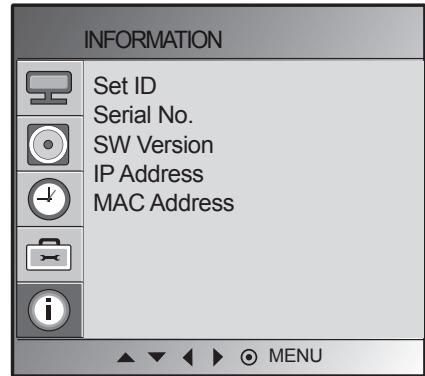 INFORMATION
Set ID
Serial No.
SW Version
IP Address
MAC Address
MENU